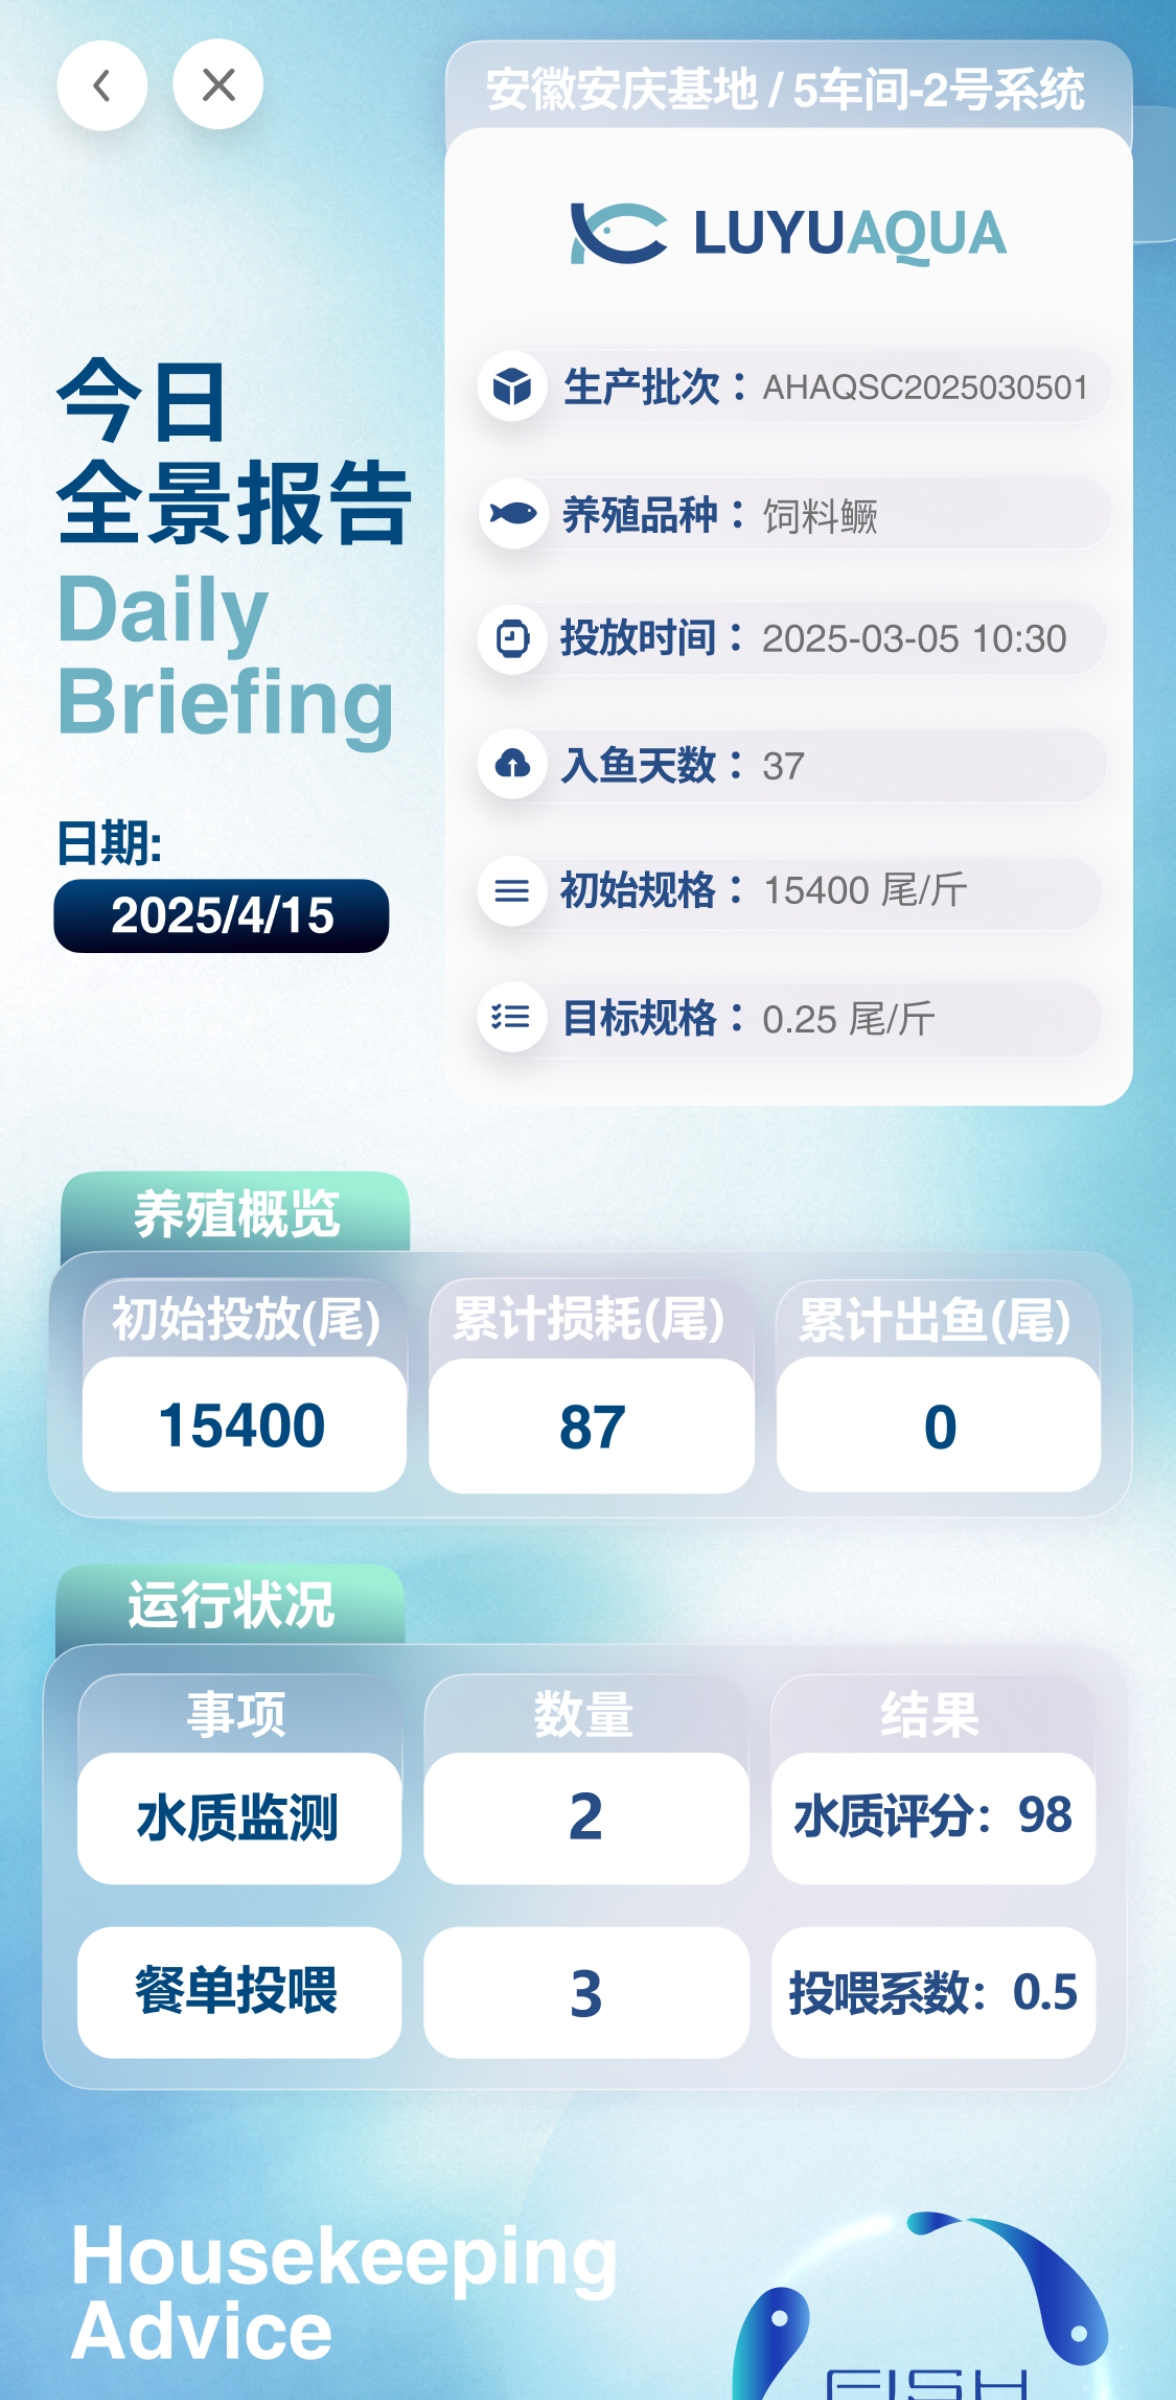 安徽安庆基地 / 5车间-2号系统
LUYUAQUA
今日
全景报告
Daily
Briefing
日期:
2025/4/15
生产批次：AHAQSC2025030501
养殖品种：饲料鳜
投放时间：2025-03-05 10:30
入鱼天数：37
初始规格：15400 尾/斤
目标规格：0.25 尾/斤
养殖概览
初始投放(尾) 累计损耗(尾) 累计出鱼(尾)
15400 87 0
运行状况
事项 数量 结果
水质监测 2 水质评分：98
餐单投喂 3 投喂系数：0.5
Housekeeping
Advice
FISH